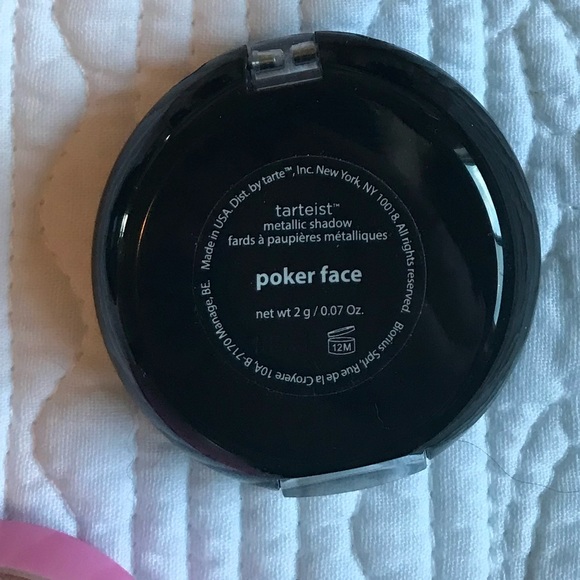 tarteist™
metallic shadow
fards à paupières métalliques
poker face
net wt 2 g / 0.07 Oz.
12M
Made in USA. Dist. by tarte™, Inc. New York, NY 10018. All rights reserved. Biorius Sprl, Rue de la Croyere 10A, B-7170 Manage, BE.